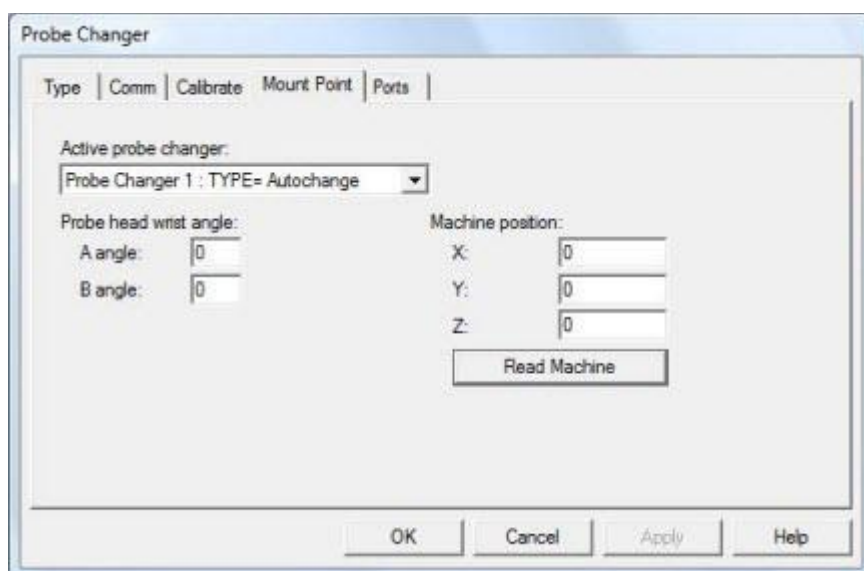 Probe Changer
Type Comm Calibrate Mount Point Ports
Active probe changer:
Probe Changer 1 : TYPE= Autochange
Probe head wrist angle: Machine position:
A angle: 0 X: 0
B angle: 0 Y: 0
Z: 0
Read Machine
OK Cancel Apply Help